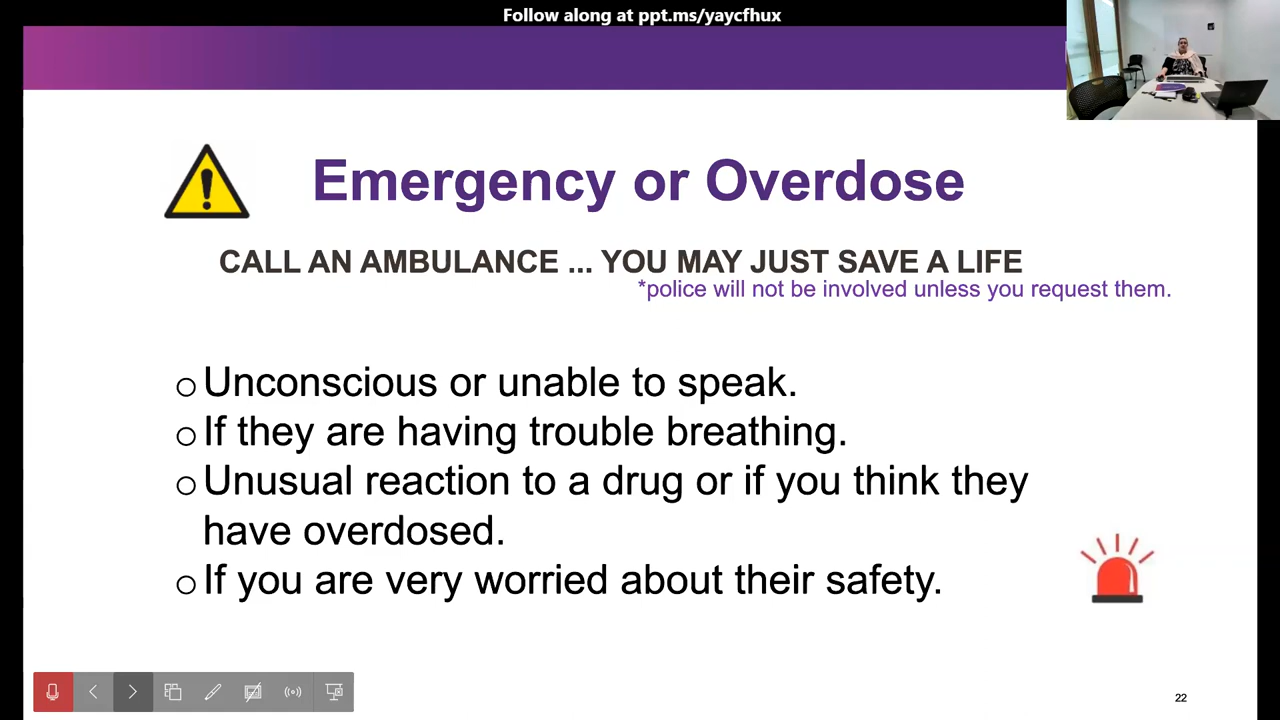 Follow along at ppt.ms/yaycfhux
Emergency or Overdose
CALL AN AMBULANCE ... YOU MAY JUST SAVE A LIFE
*police will not be involved unless you request them.
o Unconscious or unable to speak.
o If they are having trouble breathing.
o Unusual reaction to a drug or if you think they
have overdosed.
o If you are very worried about their safety.
22